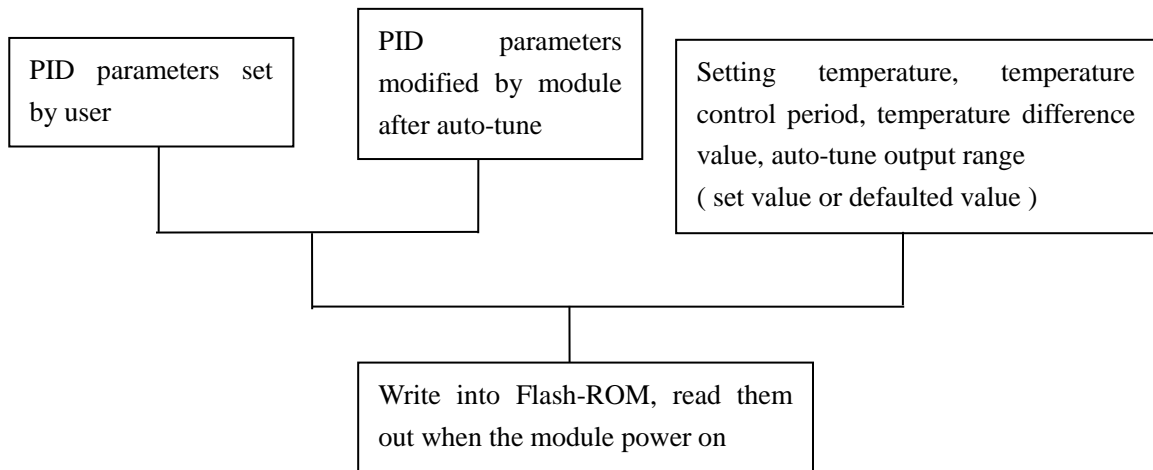 PID parameters set
by user
PID parameters
modified by module
after auto-tune
Setting temperature, temperature
control period, temperature difference
value, auto-tune output range
( set value or defaulted value )
Write into Flash-ROM, read them
out when the module power on